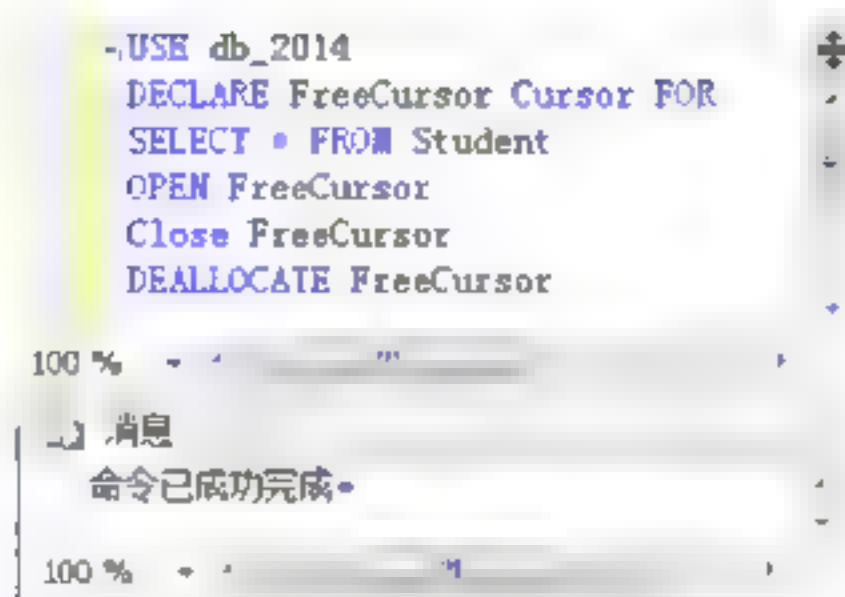 USE db_2014
DECLARE FreeCursor Cursor FOR
SELECT * FROM Student
OPEN FreeCursor
Close FreeCursor
DEALLOCATE FreeCursor
100 %
消息
命令已成功完成。
100 %